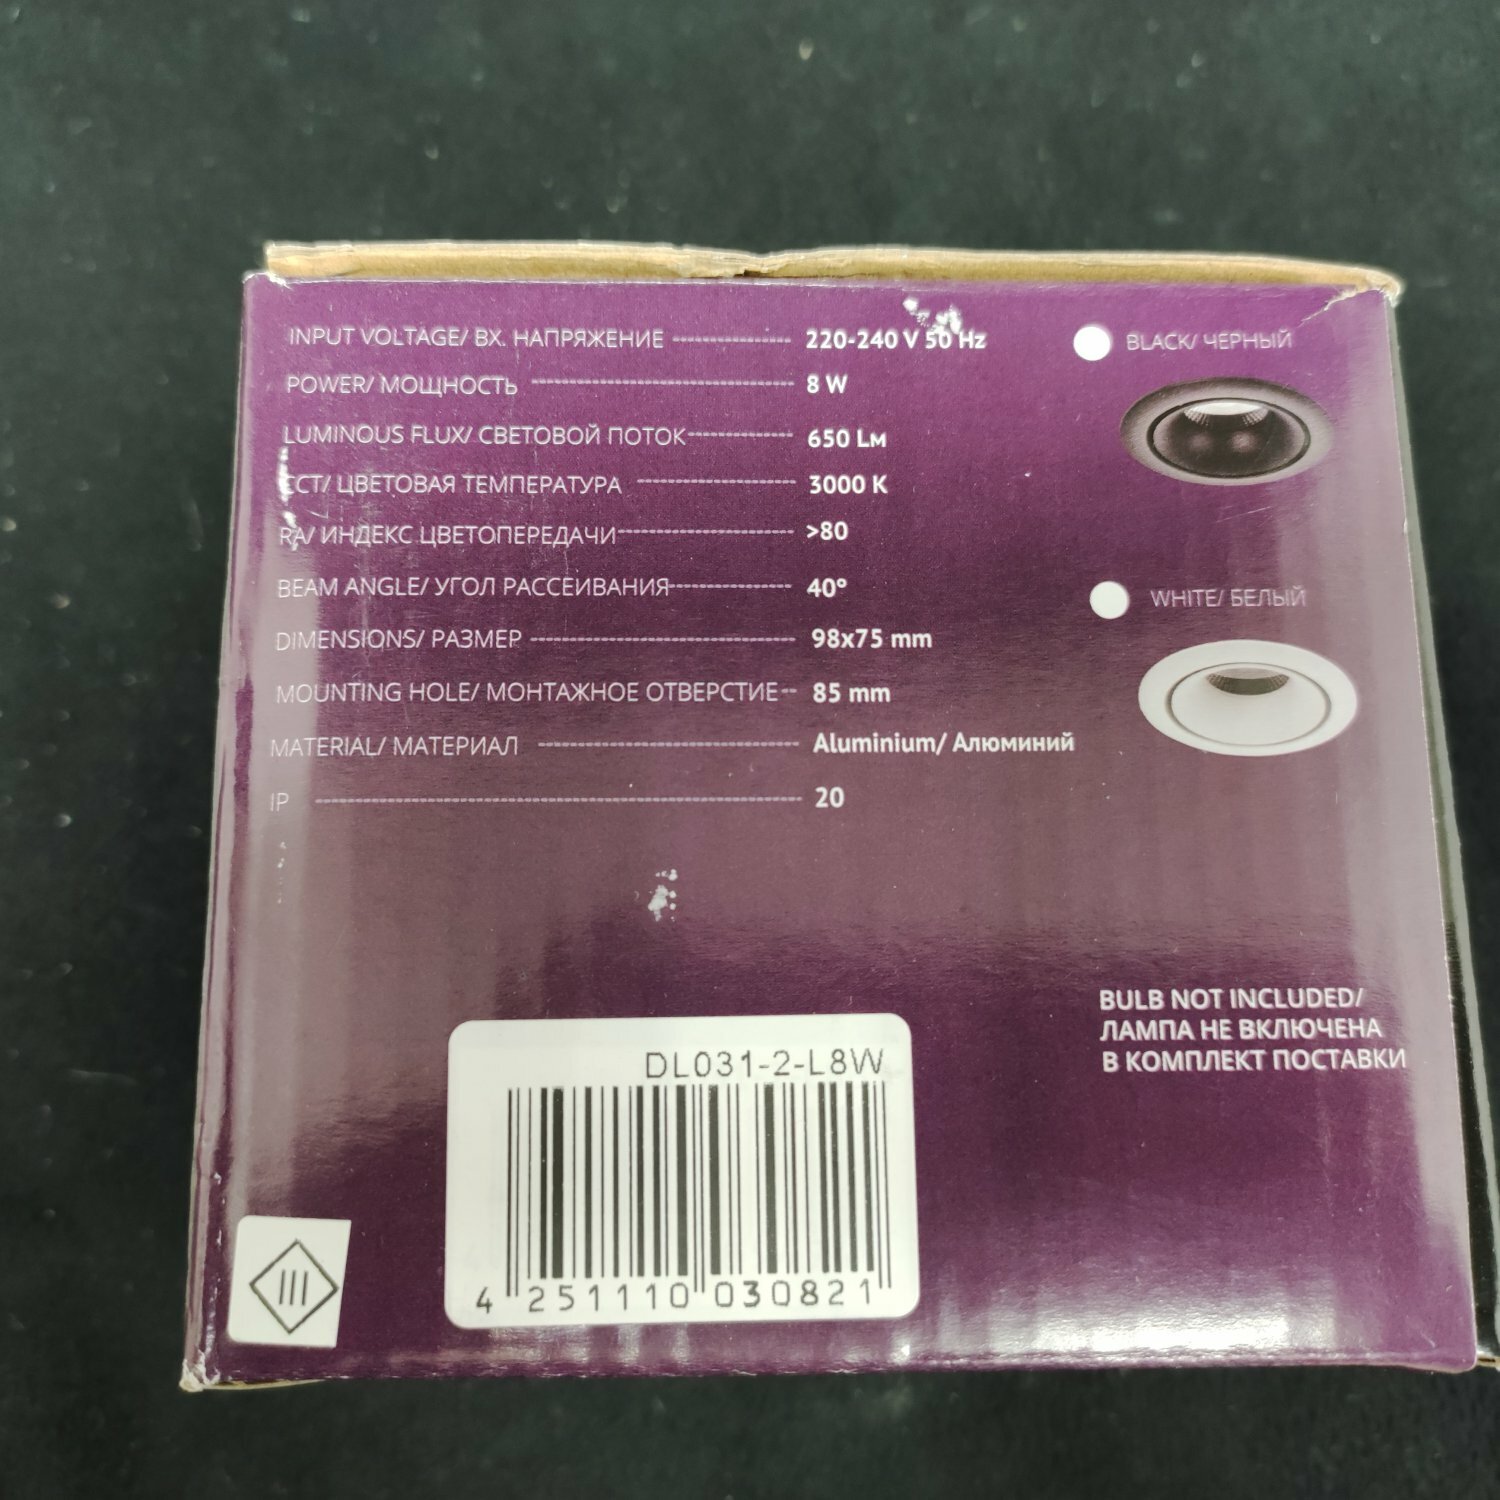 INPUT VOLTAGE/ ВХ. НАПРЯЖЕНИЕ 220-240 V 50 Hz
POWER/ МОЩНОСТЬ 8 W
LUMINOUS FLUX/ СВЕТОВОЙ ПОТОК 650 Lм
CCT/ ЦВЕТОВАЯ ТЕМПЕРАТУРА 3000 K
RA/ ИНДЕКС ЦВЕТОПЕРЕДАЧИ >80
BEAM ANGLE/ УГОЛ РАССЕИВАНИЯ 40°
DIMENSIONS/ РАЗМЕР 98x75 mm
MOUNTING HOLE/ МОНТАЖНОЕ ОТВЕРСТИЕ 85 mm
MATERIAL/ МАТЕРИАЛ Aluminium/ Алюминий
IP 20
BLACK/ ЧЕРНЫЙ
WHITE/ БЕЛЫЙ
BULB NOT INCLUDED/
ЛАМПА НЕ ВКЛЮЧЕНА
В КОМПЛЕКТ ПОСТАВКИ
DL031-2-L8W
4 251110 030821
III